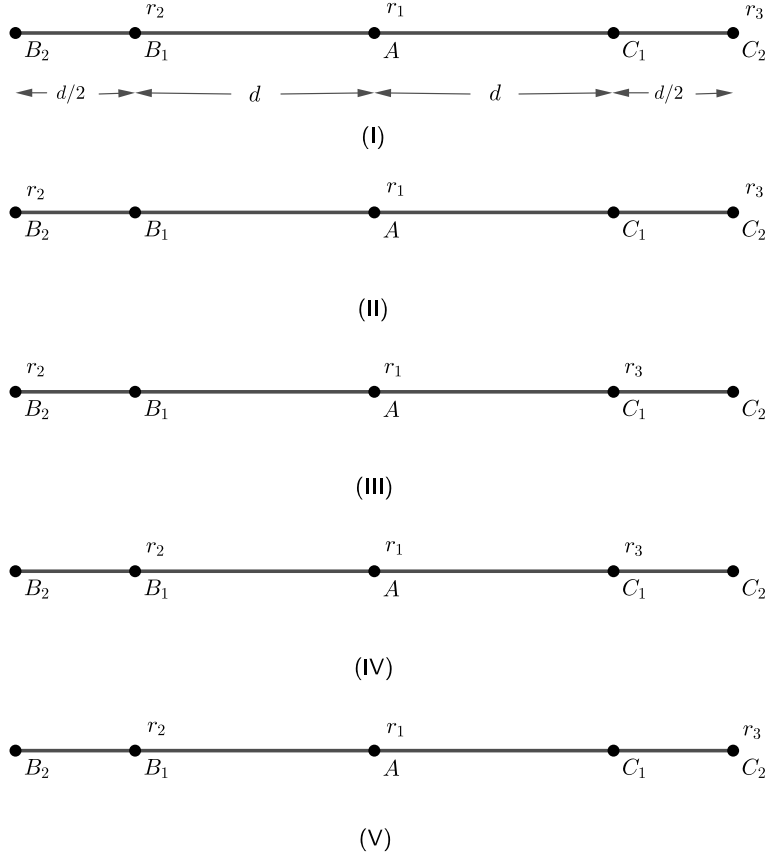 r₂ r₁ r₃
B₂ B₁ A C₁ C₂
d/2 d d d/2
(I)
r₂ r₁ r₃
B₂ B₁ A C₁ C₂
(II)
r₂ r₁ r₃
B₂ B₁ A C₁ C₂
(III)
r₂ r₁ r₃
B₂ B₁ A C₁ C₂
(IV)
r₂ r₁ r₃
B₂ B₁ A C₁ C₂
(V)